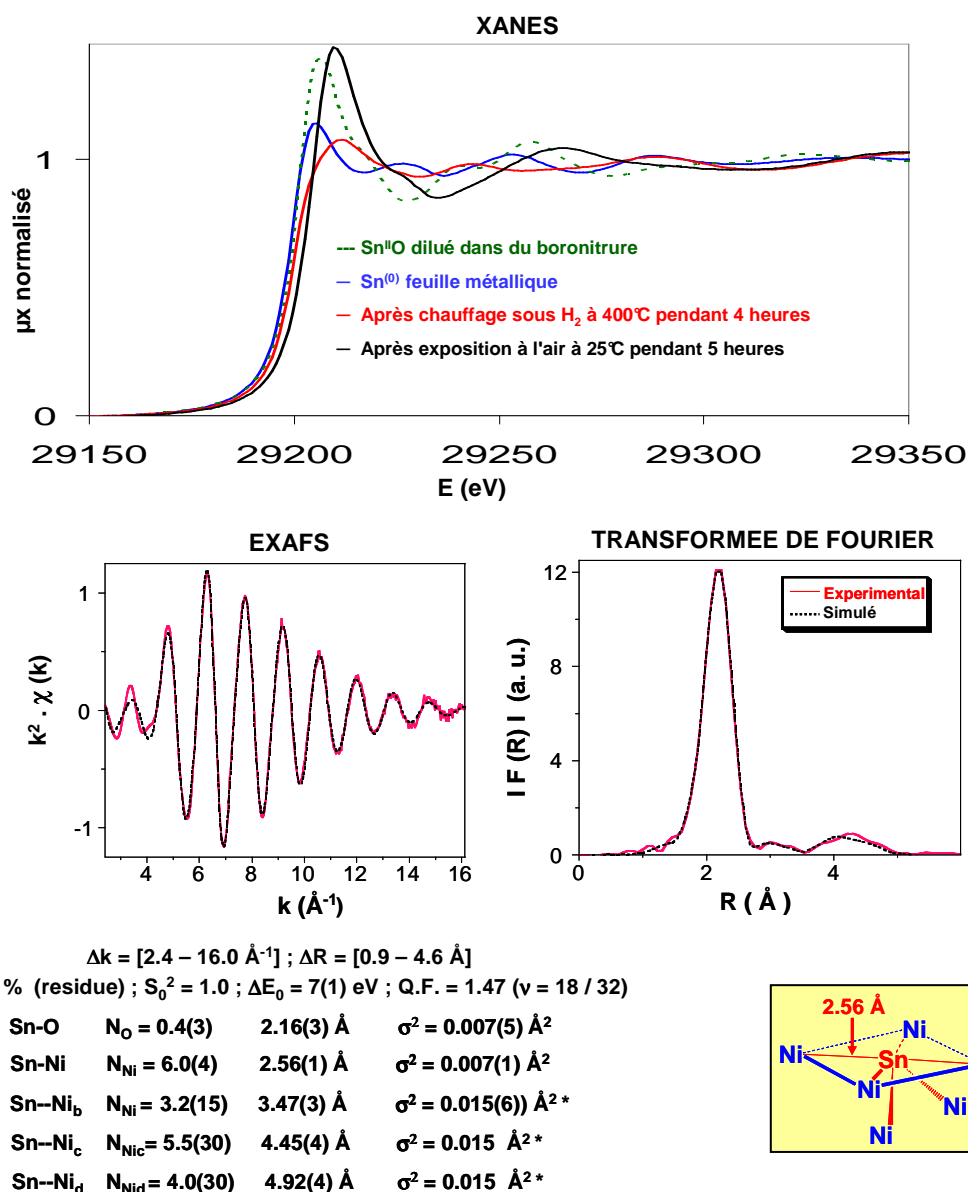 XANES
1
0
µx normalisé
--- SnᴵᴵO dilué dans du boronitrure
— Sn⁽⁰⁾ feuille métallique
— Après chauffage sous H₂ à 400°C pendant 4 heures
— Après exposition à l'air à 25°C pendant 5 heures
29150 29200 29250 29300 29350
E (eV)
EXAFS
1
0
-1
k² . χ (k)
4 6 8 10 12 14 16
k (Å⁻¹)
TRANSFORMEE DE FOURIER
12
8
4
0
I F (R) I (a. u.)
Experimental
Simulé
0 2 4
R ( Å )
Δk = [2.4 – 16.0 Å⁻¹] ; ΔR = [0.9 – 4.6 Å]
% (residue) ; S₀² = 1.0 ; ΔE₀ = 7(1) eV ; Q.F. = 1.47 (ν = 18 / 32)
Sn-O N_O = 0.4(3) 2.16(3) Å σ² = 0.007(5) Å²
Sn-Ni N_Ni = 6.0(4) 2.56(1) Å σ² = 0.007(1) Å²
Sn--Ni_b N_Ni = 3.2(15) 3.47(3) Å σ² = 0.015(6)) Å² *
Sn--Ni_c N_Nic = 5.5(30) 4.45(4) Å σ² = 0.015 Å² *
Sn--Ni_d N_Nid = 4.0(30) 4.92(4) Å σ² = 0.015 Å² *
2.56 Å
Ni
Ni
Sn
Ni
Ni
Ni